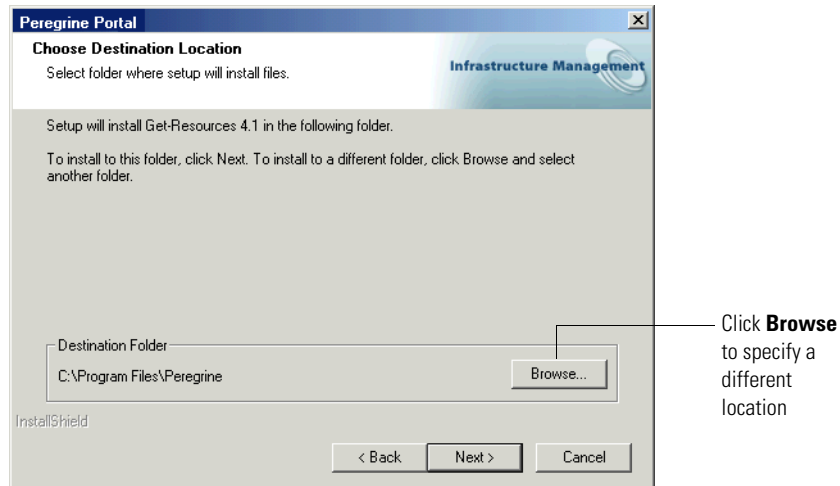 Peregrine Portal
Choose Destination Location
Select folder where setup will install files.
Infrastructure Management
Setup will install Get-Resources 4.1 in the following folder.
To install to this folder, click Next. To install to a different folder, click Browse and select
another folder.
Destination Folder
C:\Program Files\Peregrine
Browse...
Click Browse
to specify a
different
location
InstallShield
< Back
Next >
Cancel